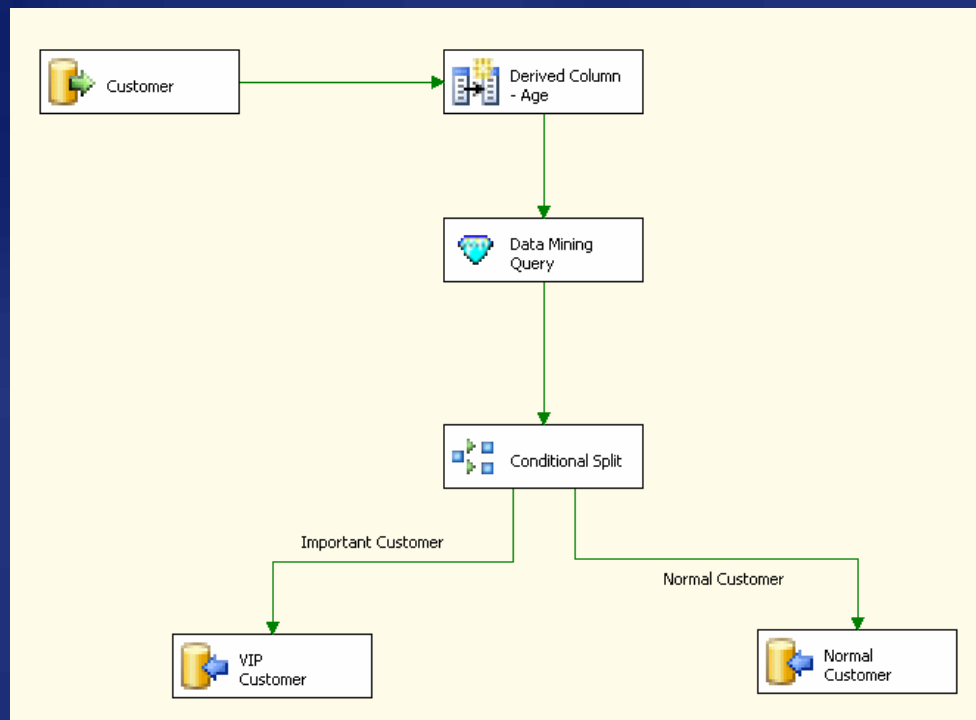 Customer
Derived Column
- Age
Data Mining
Query
Conditional Split
Important Customer
Normal Customer
VIP
Customer
Normal
Customer